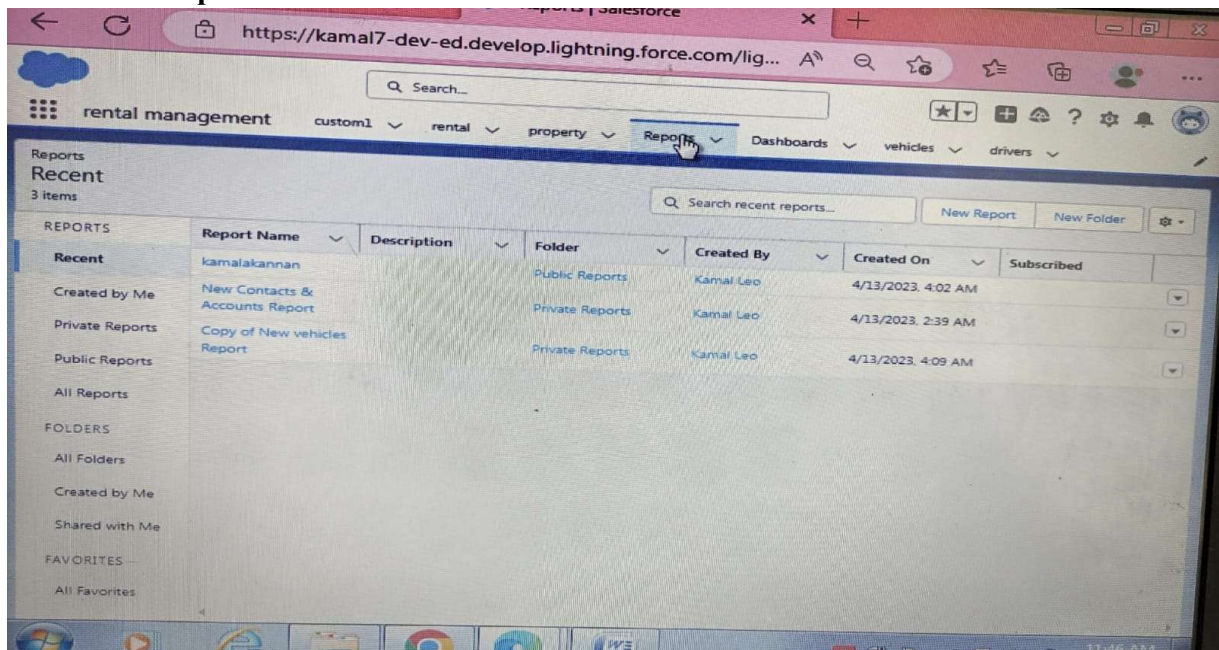 Reports | Salesforce
https://kamal7-dev-ed.develop.lightning.force.com/lig...
Search...
rental management custom1 rental property Reports Dashboards vehicles drivers
Reports
Recent
3 items
Search recent reports... New Report New Folder
REPORTS
Report Name Description Folder Created By Created On Subscribed
Recent
kamalakannan Public Reports Kamal Leo 4/13/2023, 4:02 AM
Created by Me
New Contacts &
Accounts Report Private Reports Kamal Leo 4/13/2023, 2:39 AM
Private Reports
Copy of New vehicles
Report Private Reports Kamal Leo 4/13/2023, 4:09 AM
Public Reports
All Reports
FOLDERS
All Folders
Created by Me
Shared with Me
FAVORITES
All Favorites
11:46 AM